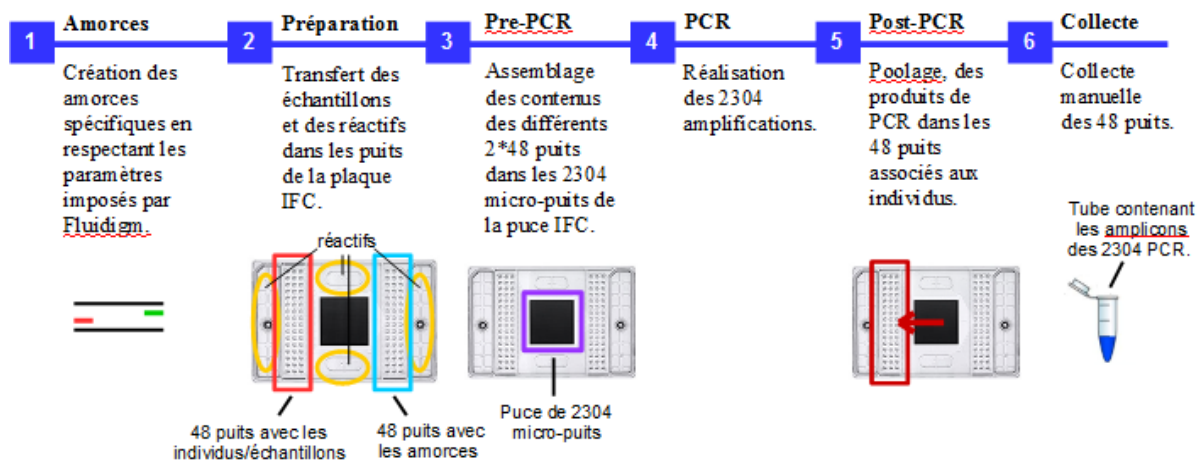 1
Amorces
Création des
amorces
spécifiques en
respectant les
paramètres
imposés par
Fluidigm.
2
Préparation
Transfert des
échantillons
et des réactifs
dans les puits
de la plaque
IFC.
réactifs
48 puits avec les
individus/échantillons
48 puits avec
les amorces
3
Pre-PCR
Assemblage
des contenus
des différents
2*48 puits
dans les 2304
micro-puits de
la puce IFC.
Puce de 2304
micro-puits
4
PCR
Réalisation
des 2304
amplifications.
5
Post-PCR
Poolage, des
produits de
PCR dans les
48 puits
associés aux
individus.
6
Collecte
Collecte
manuelle
des 48 puits.
Tube contenant
les amplicons
des 2304 PCR.